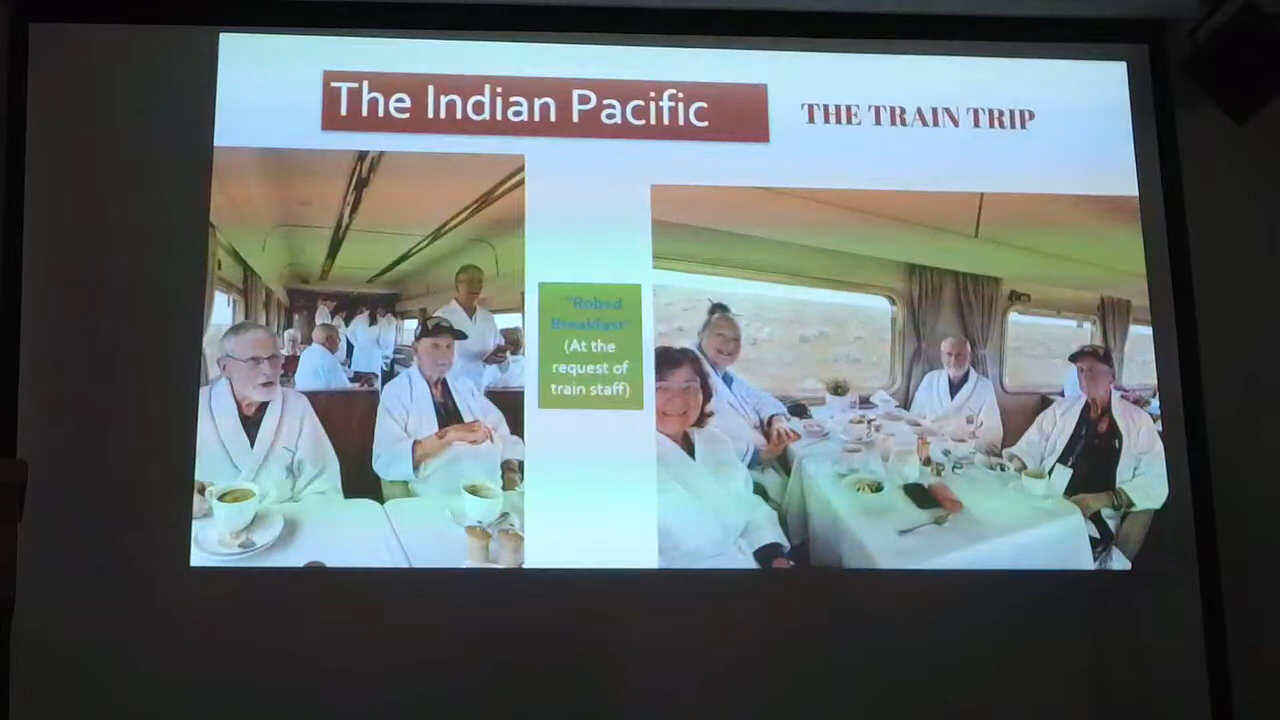 The Indian Pacific
THE TRAIN TRIP
"Robed
Breakfast"
(At the
request of
train staff)